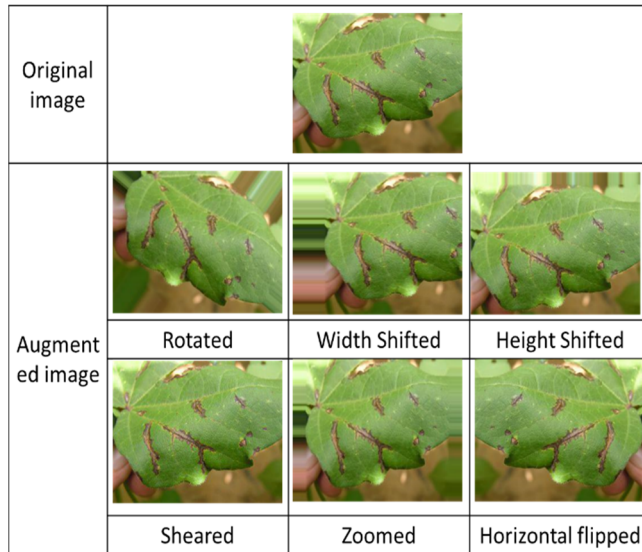 Original
image
Rotated
Width Shifted
Height Shifted
Augment
ed image
Sheared
Zoomed
Horizontal flipped